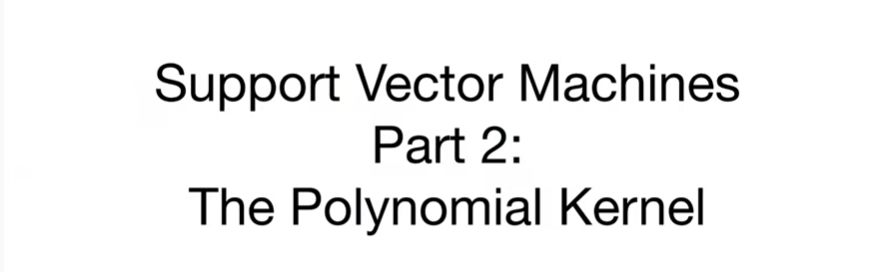 Support Vector Machines
Part 2:
The Polynomial Kernel